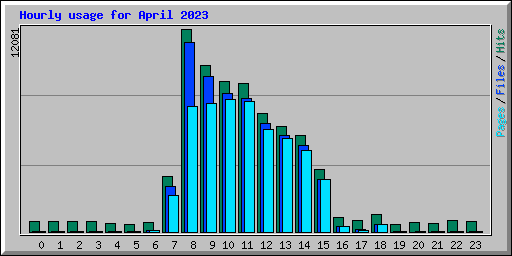 Hourly usage for April 2023
12081
Pages/Files/Hits
0 1 2 3 4 5 6 7 8 9 10 11 12 13 14 15 16 17 18 19 20 21 22 23